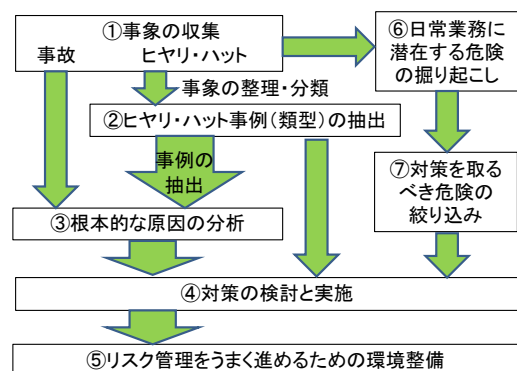 ①事象の収集
事故 ヒヤリ・ハット
事象の整理・分類
②ヒヤリ・ハット事例(類型)の抽出
事例の
抽出
③根本的な原因の分析
⑥日常業務に
潜在する危険
の掘り起こし
⑦対策を取る
べき危険の
絞り込み
④対策の検討と実施
⑤リスク管理をうまく進めるための環境整備